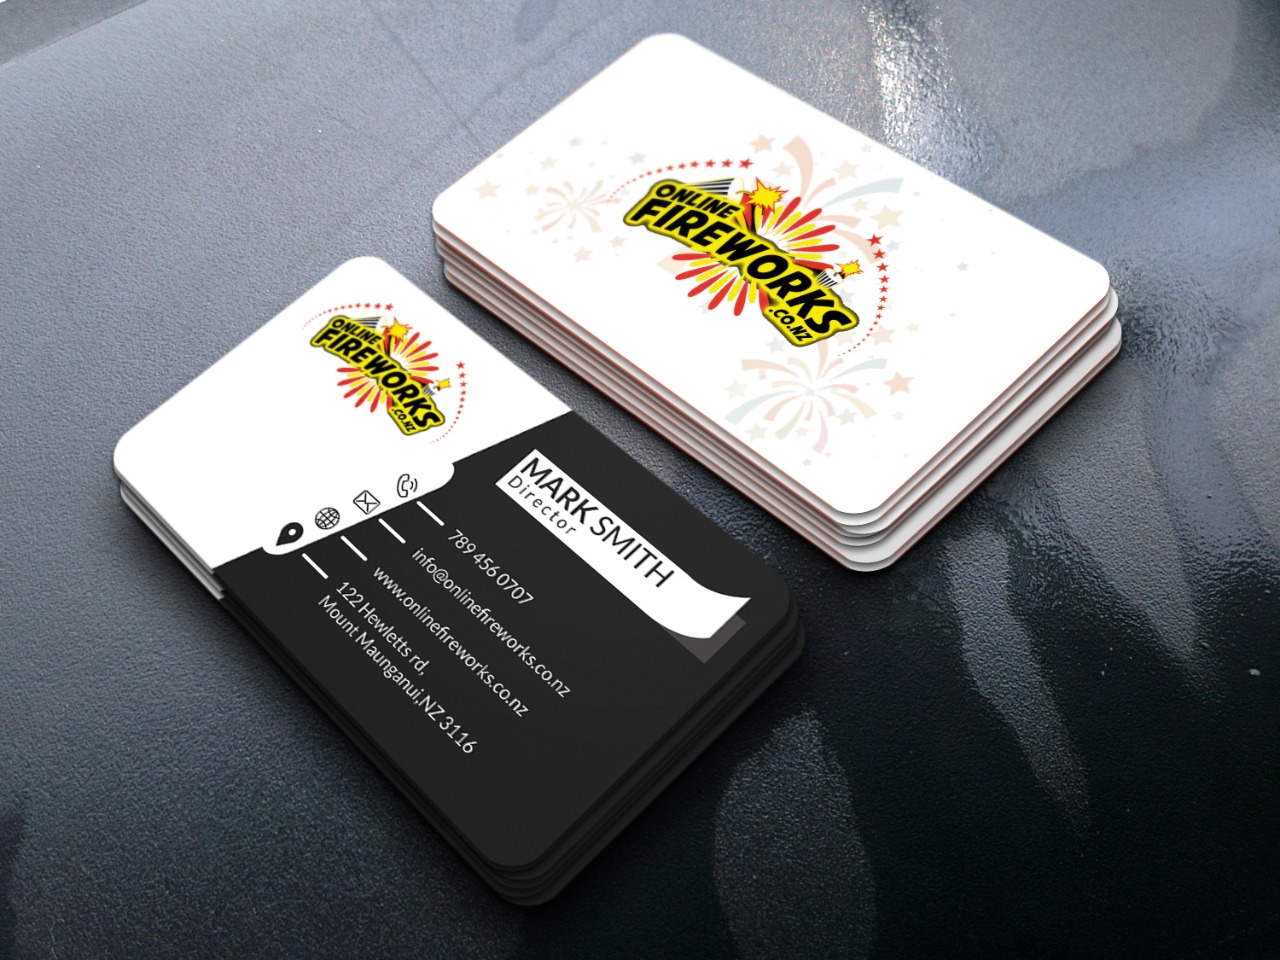 ONLINE
FIREWORKS
.CO.NZ
ONLINE
FIREWORKS
.CO.NZ
MARK SMITH
Director
789 456 0707
info@onlinefireworks.co.nz
www.onlinefireworks.co.nz
122 Hewletts rd,
Mount Maunganui,NZ 3116